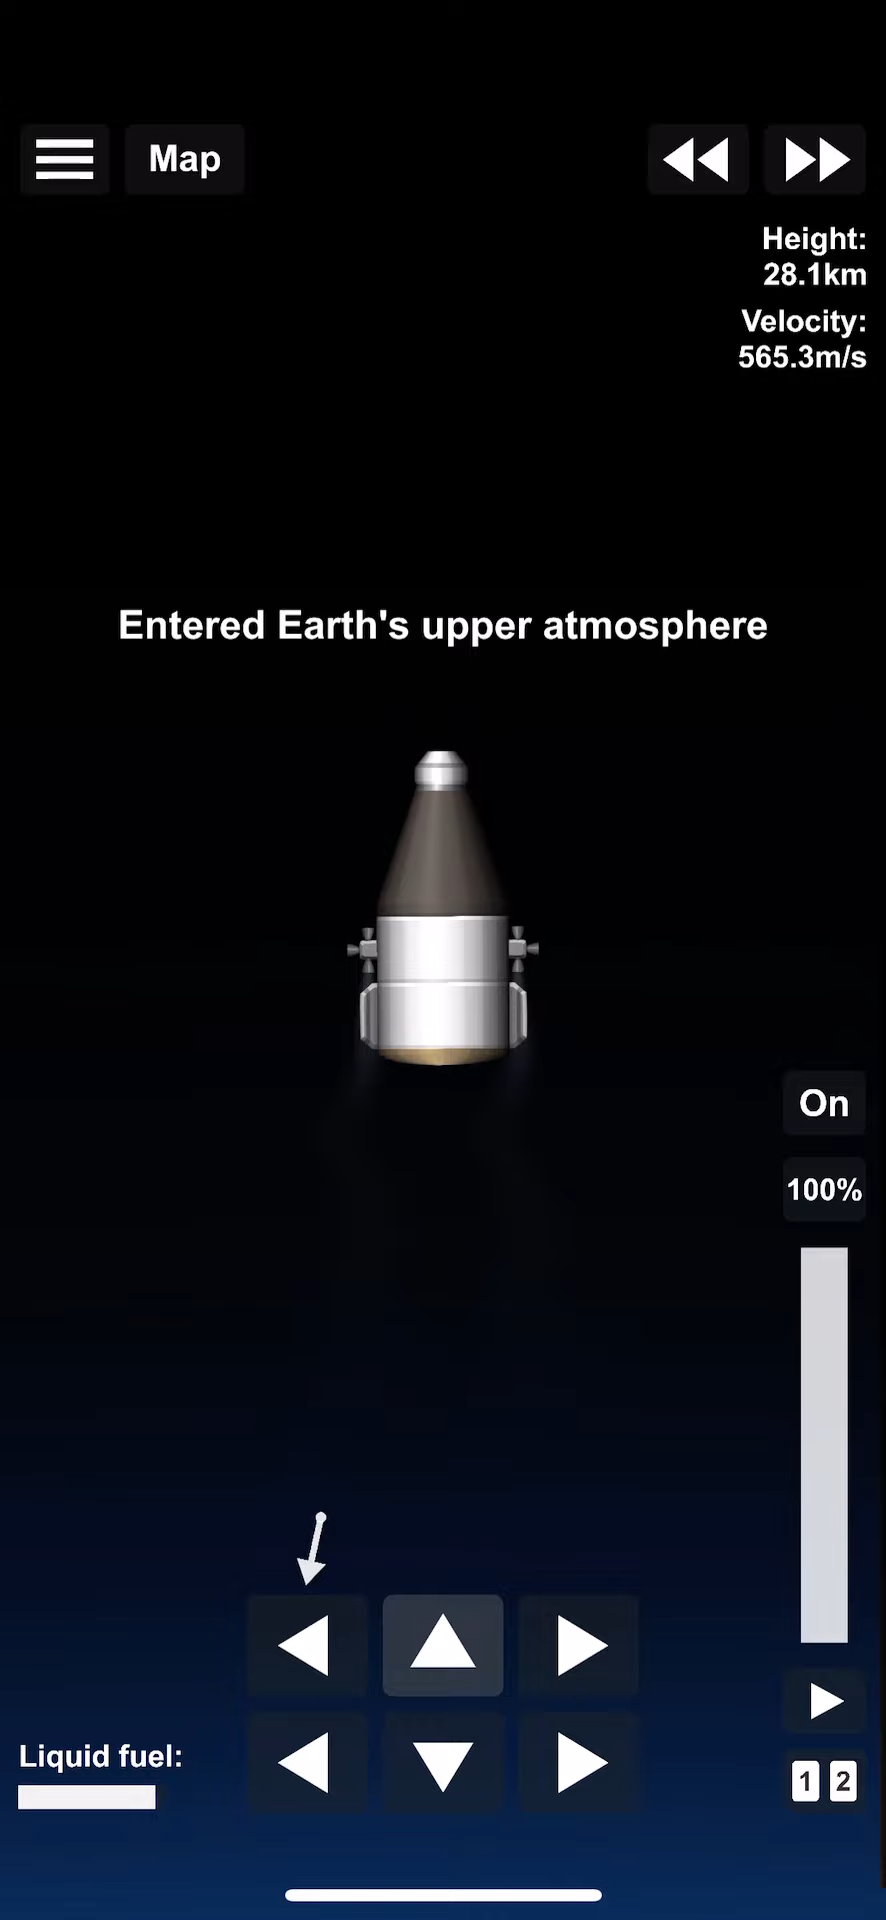 Map
Height:
28.1km
Velocity:
565.3m/s
Entered Earth's upper atmosphere
On
100%
Liquid fuel:
1 2